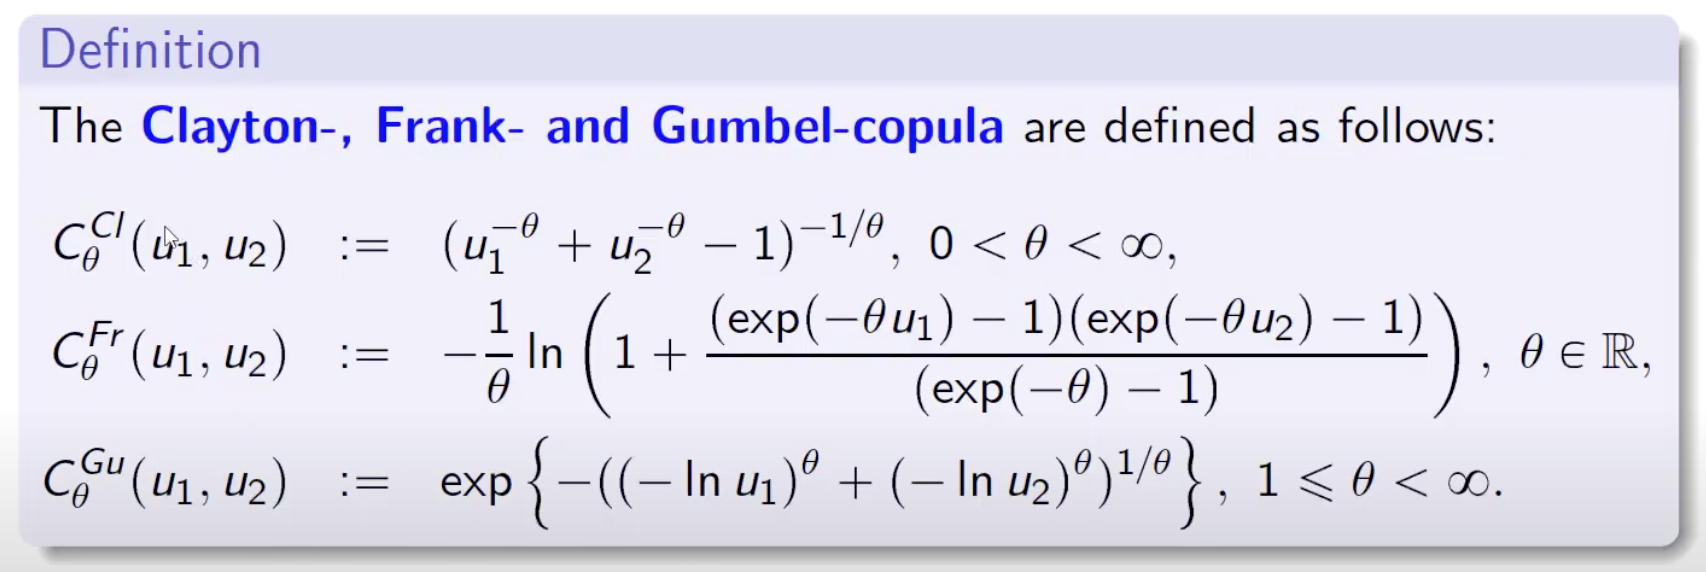 Definition
The Clayton-, Frank- and Gumbel-copula are defined as follows:
$C_\theta^{Cl}(u_1, u_2) := (u_1^{-\theta} + u_2^{-\theta} - 1)^{-1/\theta},\ 0 < \theta < \infty,$
$C_\theta^{Fr}(u_1, u_2) := -\frac{1}{\theta} \ln \left( 1 + \frac{(\exp(-\theta u_1) - 1)(\exp(-\theta u_2) - 1)}{(\exp(-\theta) - 1)} \right),\ \theta \in \mathbb{R},$
$C_\theta^{Gu}(u_1, u_2) := \exp \left\{ -((-\ln u_1)^\theta + (-\ln u_2)^\theta)^{1/\theta} \right\},\ 1 \leqslant \theta < \infty.$